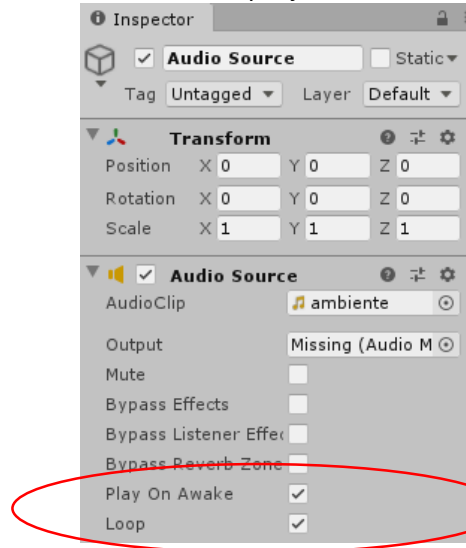 Inspector
Audio Source Static
Tag Untagged Layer Default
Transform
Position X 0 Y 0 Z 0
Rotation X 0 Y 0 Z 0
Scale X 1 Y 1 Z 1
Audio Source
AudioClip ambiente
Output Missing (Audio M
Mute
Bypass Effects
Bypass Listener Effec
Bypass Reverb Zone
Play On Awake
Loop